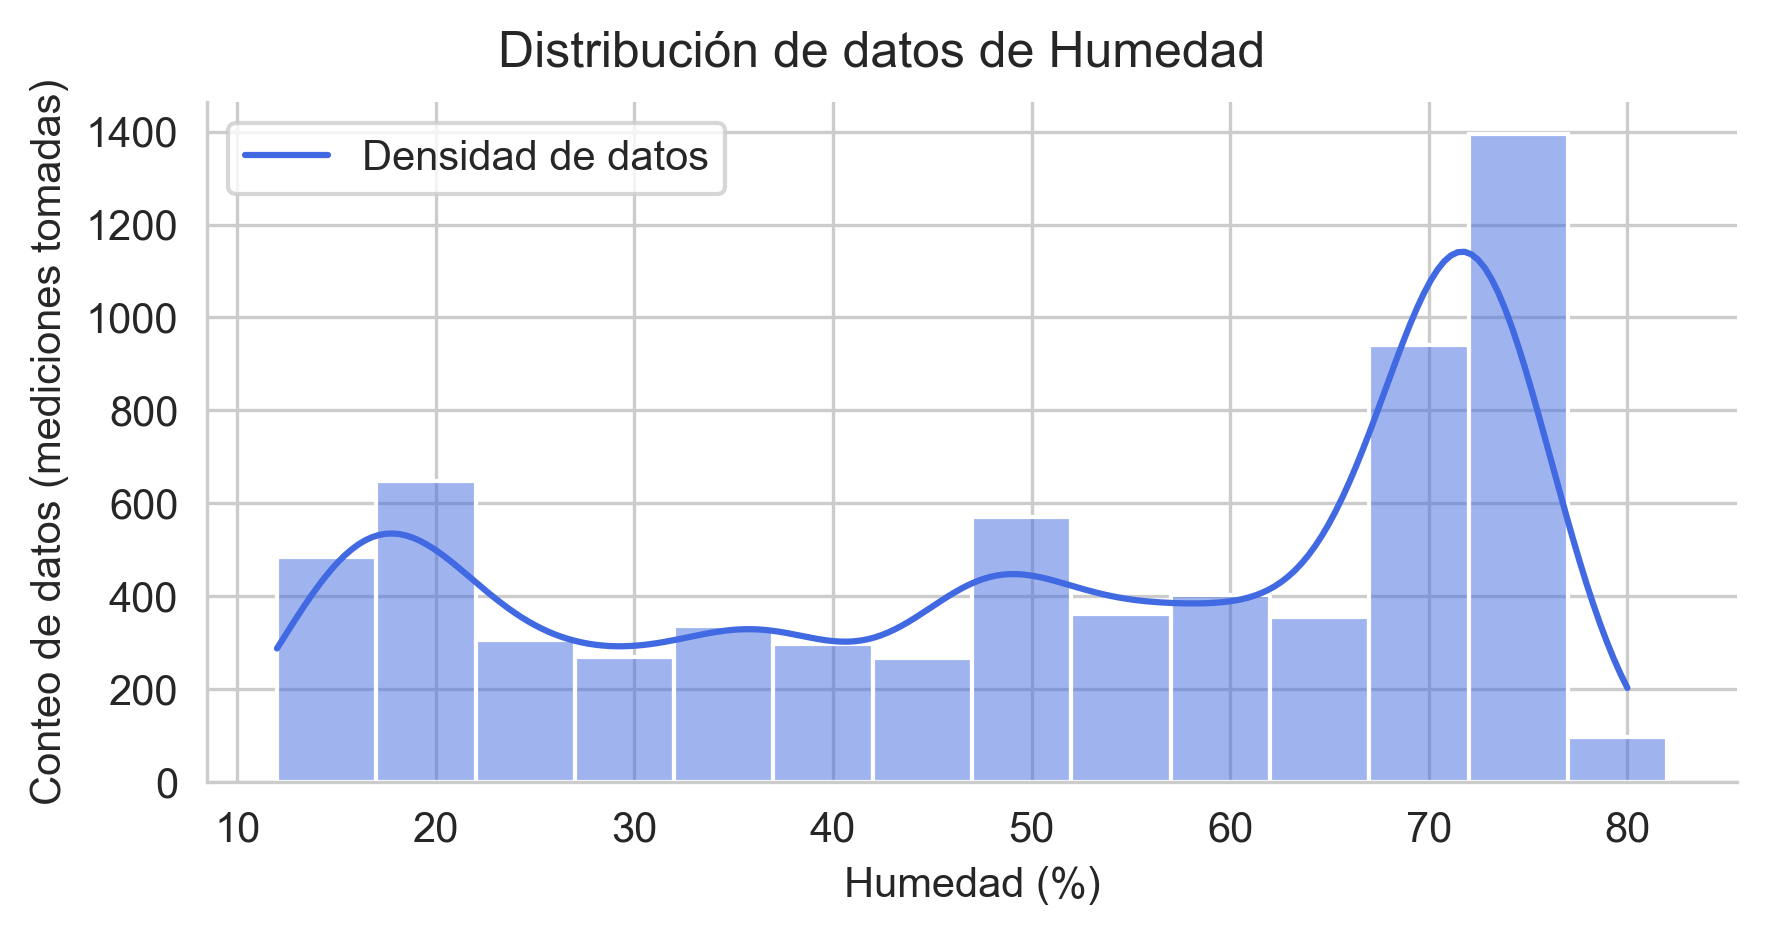 Distribución de datos de Humedad
Densidad de datos
Conteo de datos (mediciones tomadas)
1400
1200
1000
800
600
400
200
0
10 20 30 40 50 60 70 80
Humedad (%)